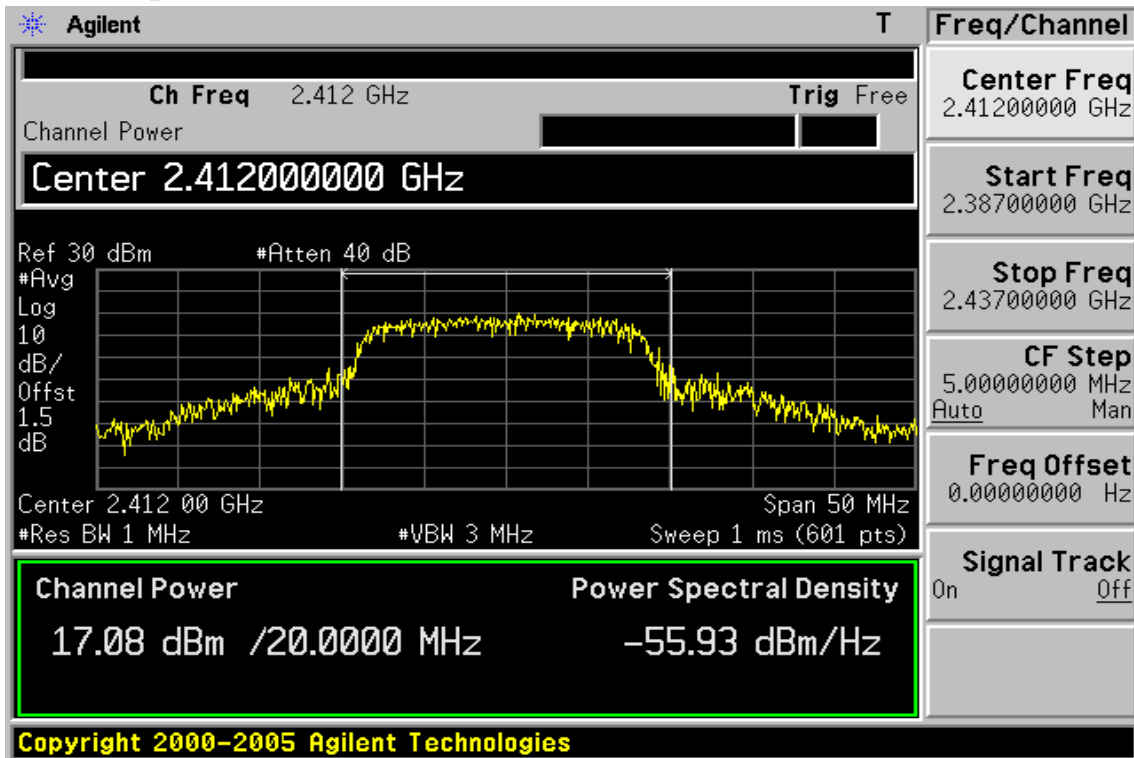 Agilent T Freq/Channel
Ch Freq 2.412 GHz Trig Free
Channel Power
Center 2.412000000 GHz
Ref 30 dBm #Atten 40 dB
#Avg
Log
10
dB/
Offst
1.5
dB
Center 2.412 00 GHz Span 50 MHz
#Res BW 1 MHz #VBW 3 MHz Sweep 1 ms (601 pts)
Channel Power Power Spectral Density
17.08 dBm /20.0000 MHz -55.93 dBm/Hz
Copyright 2000-2005 Agilent Technologies
Center Freq
2.41200000 GHz
Start Freq
2.38700000 GHz
Stop Freq
2.43700000 GHz
CF Step
5.00000000 MHz
Auto Man
Freq Offset
0.00000000 Hz
Signal Track
On Off